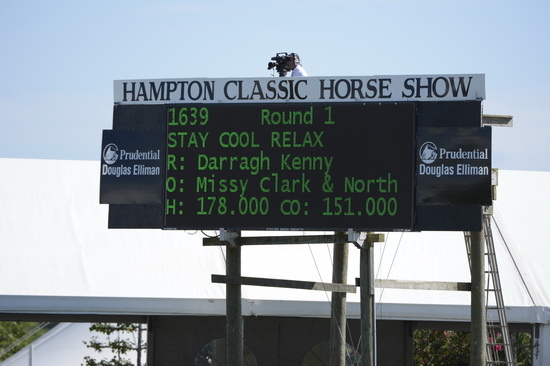 HAMPTON CLASSIC HORSE SHOW
1639 Round 1
STAY COOL RELAX
R: Darragh Kenny
O: Missy Clark & North
H: 178.000 CO: 151.000
Prudential
Douglas Elliman
Prudential
Douglas Elliman